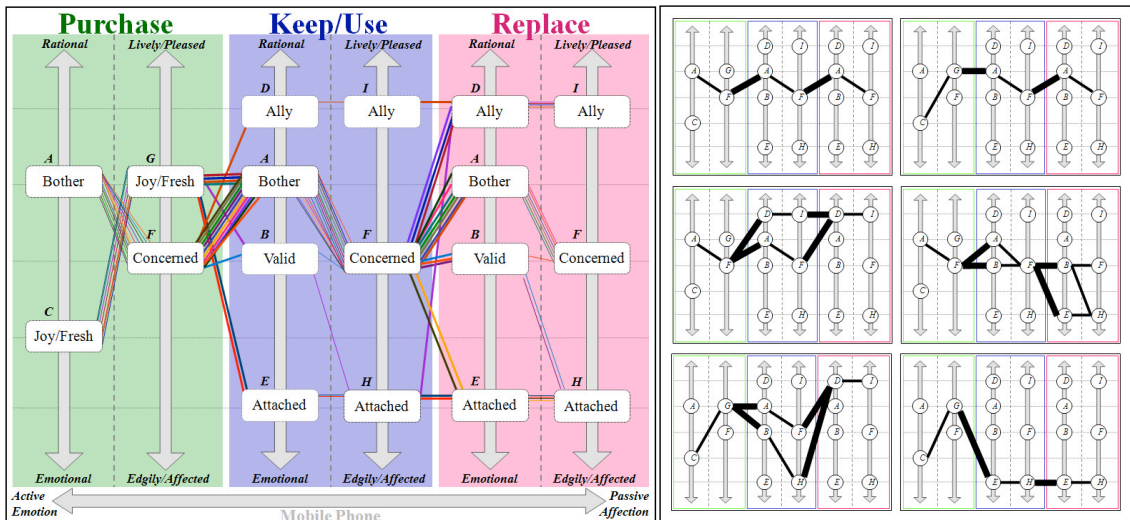 Purchase Keep/Use Replace
Rational Lively/Pleased Rational Lively/Pleased Rational Lively/Pleased
D I D I
Ally Ally Ally Ally
A G A A
Bother Joy/Fresh Bother Bother
F B F B F
Concerned Valid Concerned Valid Concerned
C
Joy/Fresh
E H E H
Attached Attached Attached Attached
Emotional Edgily/Affected Emotional Edgily/Affected Emotional Edgily/Affected
Active Emotion
Mobile Phone
Passive Affection
D I D I
A G A A
F B F B F
C
E H E H
D I D I
A G A A
F B F B F
C
E H E H
D I D I
A G A A
F B F B F
C
E H E H
D I D I
A G A A
F B F B F
C
E H E H
D I D I
A G A A
F B F B F
C
E H E H
D I D I
A G A A
F B F B F
C
E H E H